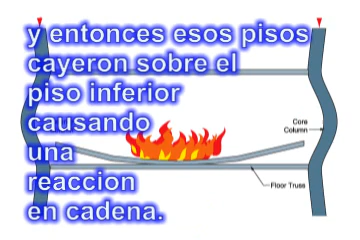 y entonces esos pisos
cayeron sobre el
piso inferior
causando
una
reaccion
en cadena.
Core
Column
Floor Truss